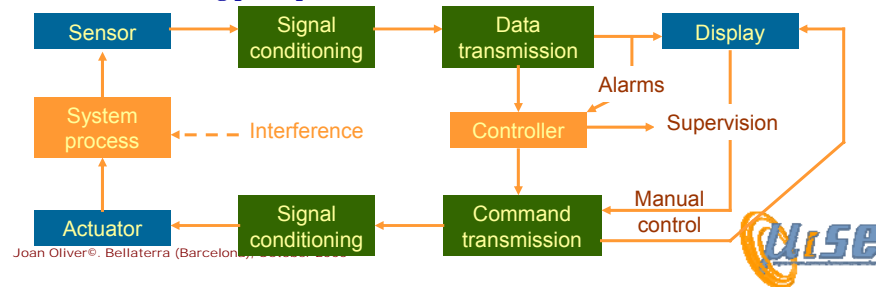 Sensor
Signal
conditioning
Data
transmission
Display
Alarms
System
process
Interference
Controller
Supervision
Actuator
Signal
conditioning
Command
transmission
Manual
control
Joan Oliver©. Bellaterra (Barcelona),
UiSE